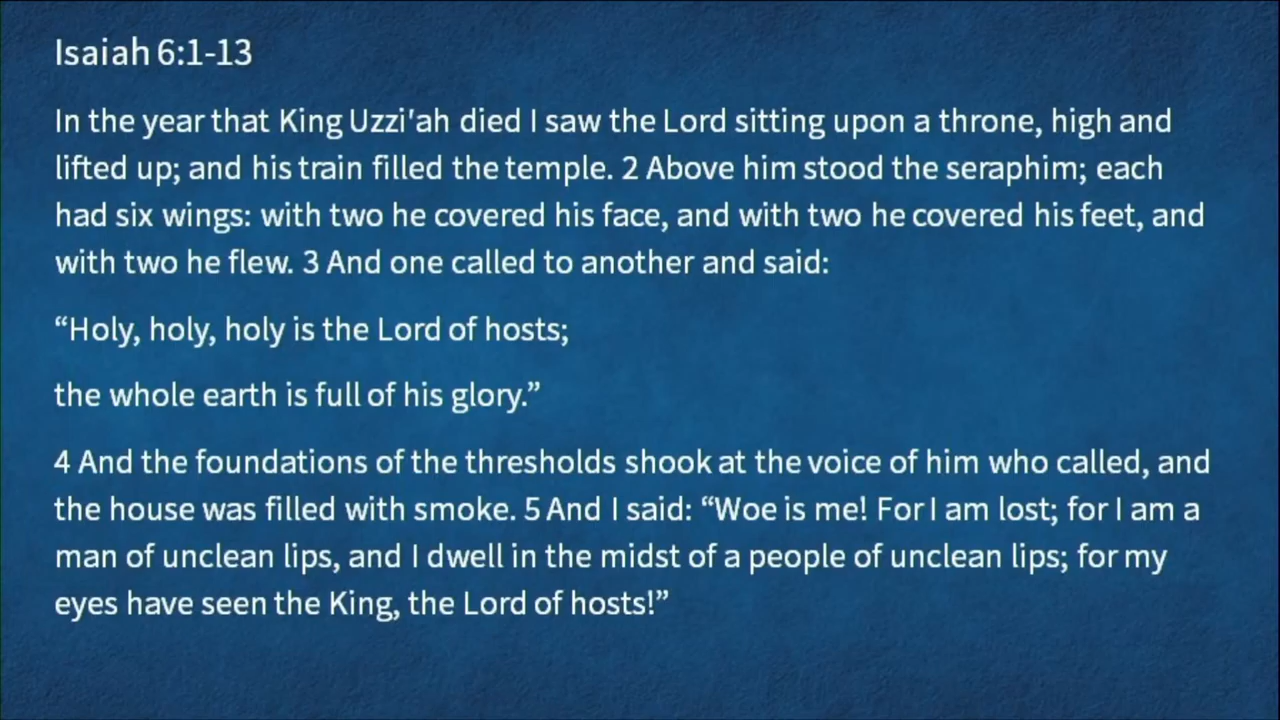 Isaiah 6:1-13
In the year that King Uzzi'ah died I saw the Lord sitting upon a throne, high and
lifted up; and his train filled the temple. 2 Above him stood the seraphim; each
had six wings: with two he covered his face, and with two he covered his feet, and
with two he flew. 3 And one called to another and said:
“Holy, holy, holy is the Lord of hosts;
the whole earth is full of his glory.”
4 And the foundations of the thresholds shook at the voice of him who called, and
the house was filled with smoke. 5 And I said: “Woe is me! For I am lost; for I am a
man of unclean lips, and I dwell in the midst of a people of unclean lips; for my
eyes have seen the King, the Lord of hosts!”